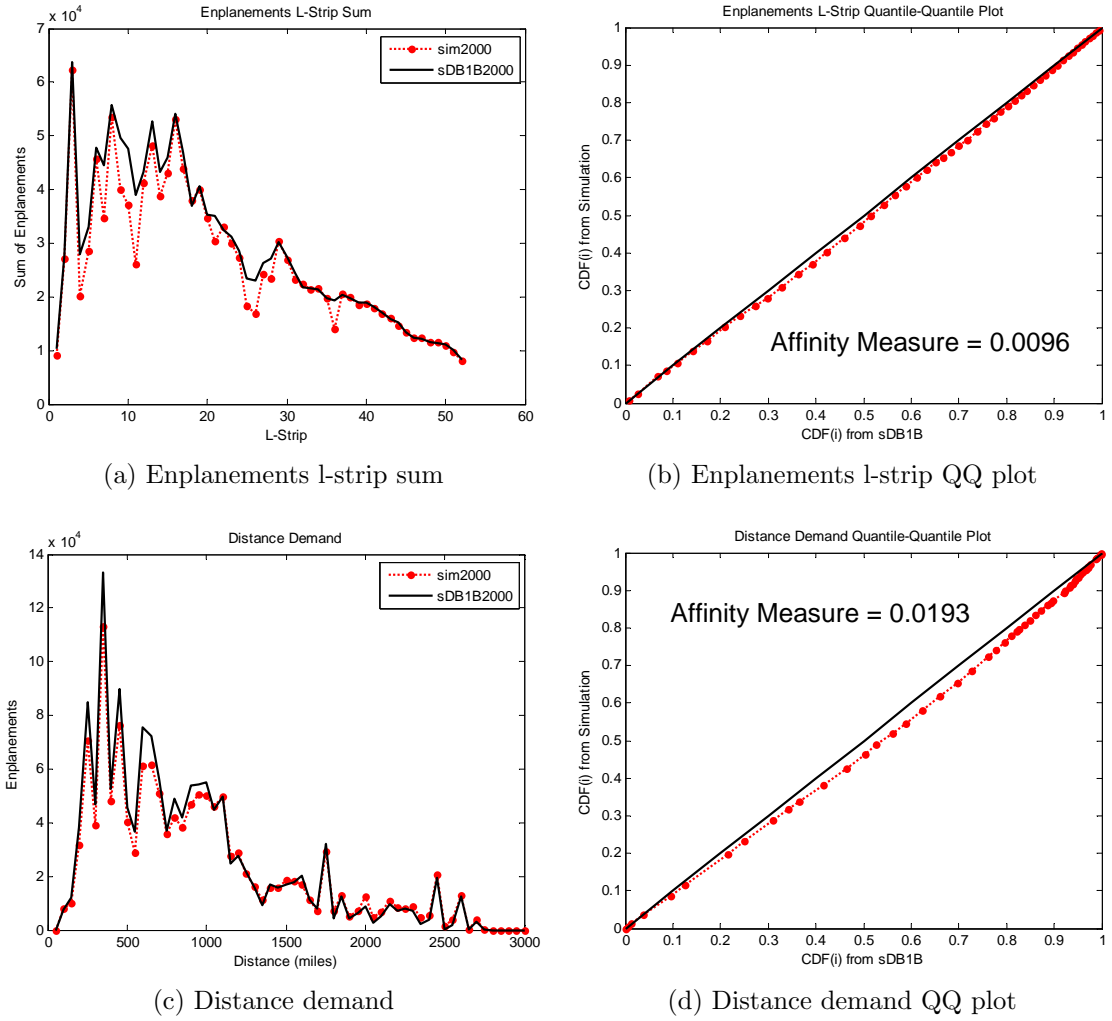 Enplanements L-Strip Sum
x 10⁴
7
6
5
4
3
2
1
0
Sum of Enplanements
0 10 20 30 40 50 60
L-Strip
sim2000
sDB1B2000
(a) Enplanements l-strip sum
Enplanements L-Strip Quantile-Quantile Plot
1
0.9
0.8
0.7
0.6
0.5
0.4
0.3
0.2
0.1
0
CDF(i) from Simulation
Affinity Measure = 0.0096
0 0.1 0.2 0.3 0.4 0.5 0.6 0.7 0.8 0.9 1
CDF(i) from sDB1B
(b) Enplanements l-strip QQ plot
Distance Demand
x 10⁴
14
12
10
8
6
4
2
0
Enplanements
0 500 1000 1500 2000 2500 3000
Distance (miles)
sim2000
sDB1B2000
(c) Distance demand
Distance Demand Quantile-Quantile Plot
1
0.9
0.8
0.7
0.6
0.5
0.4
0.3
0.2
0.1
0
CDF(i) from Simulation
Affinity Measure = 0.0193
0 0.1 0.2 0.3 0.4 0.5 0.6 0.7 0.8 0.9 1
CDF(i) from sDB1B
(d) Distance demand QQ plot